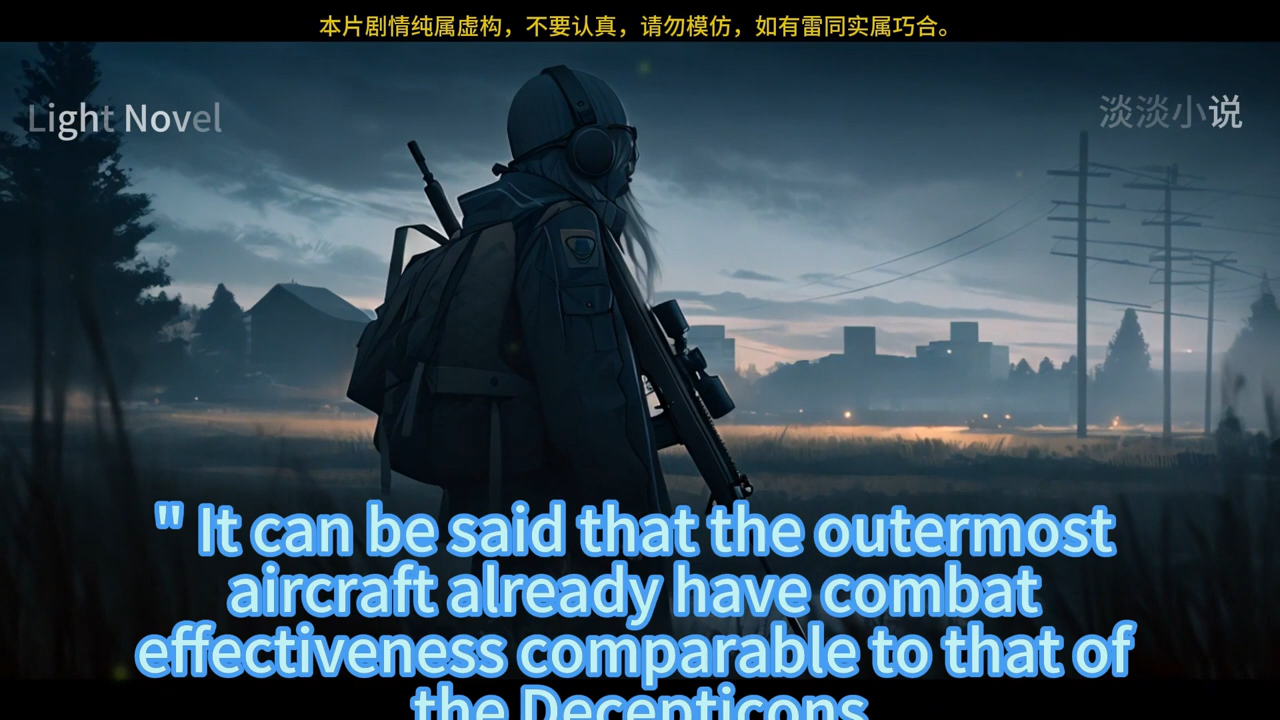 本片剧情纯属虚构，不要认真，请勿模仿，如有雷同实属巧合。
Light Novel
淡淡小说
" It can be said that the outermost
aircraft already have combat
effectiveness comparable to that of
the Decepticons